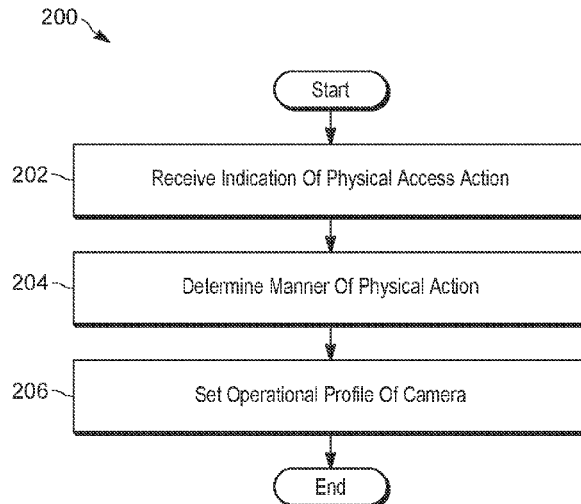 200
Start
202
Receive Indication Of Physical Access Action
204
Determine Manner Of Physical Action
206
Set Operational Profile Of Camera
End